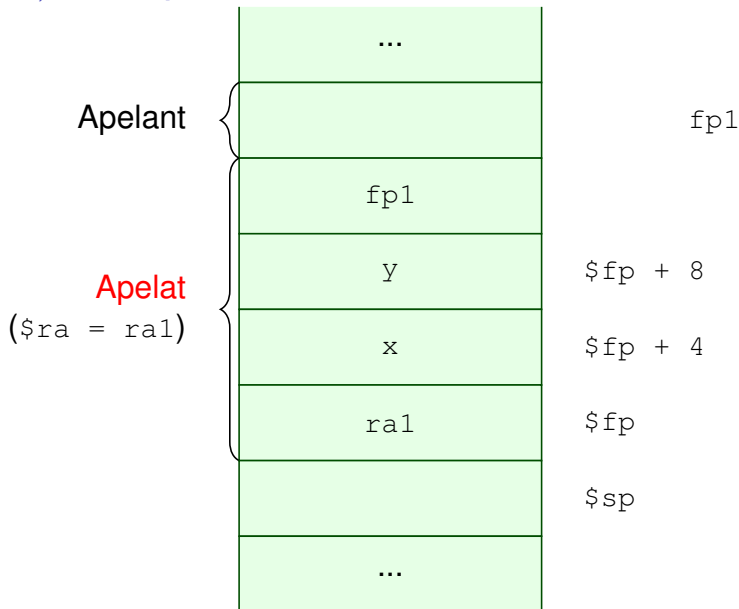 ...
Apelant
fp1
fp1
y
$fp + 8
Apelat
($ra = ra1)
x
$fp + 4
ra1
$fp
$sp
...